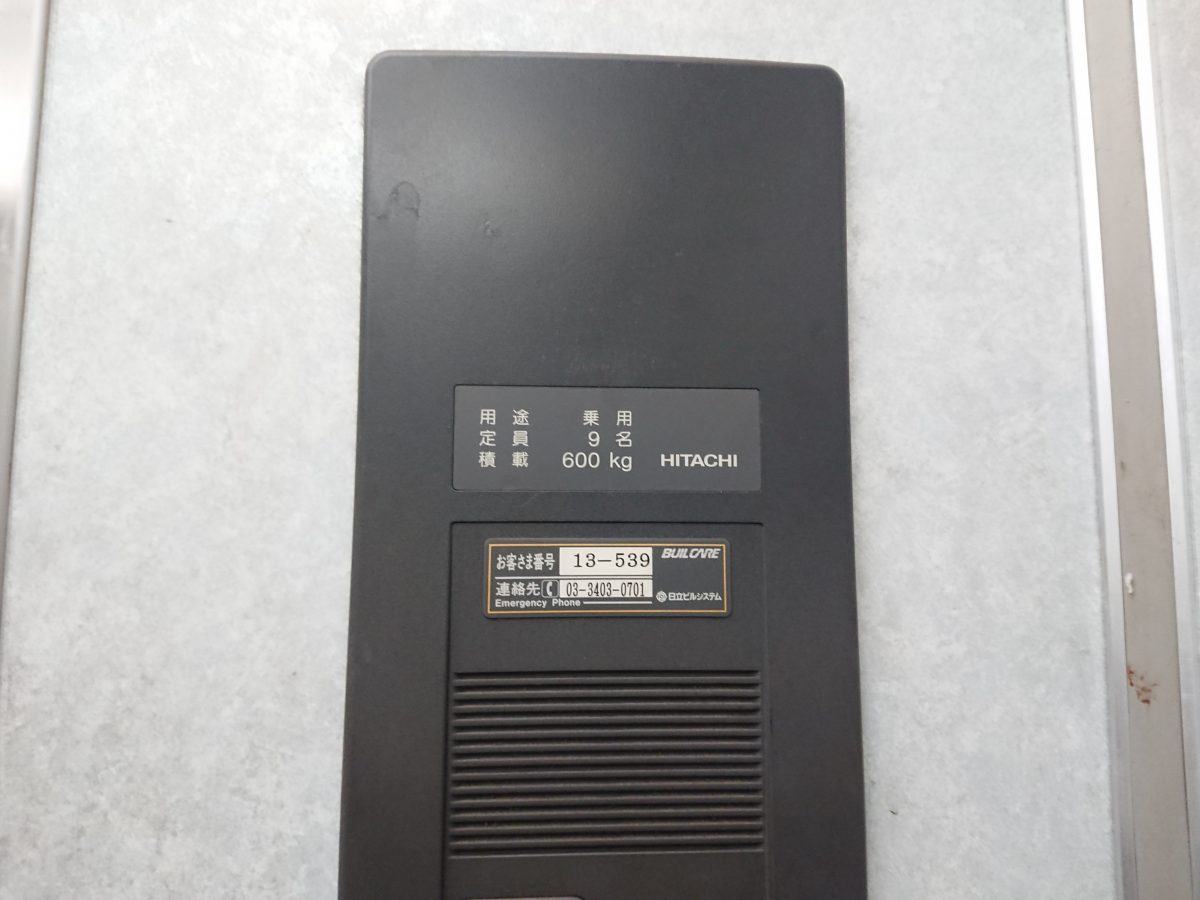 用途 乗用
定員 9名
積載 600 kg HITACHI
お客さま番号 13-539 BUILCARE
連絡先 03-3403-0701
Emergency Phone 日立ビルシステム